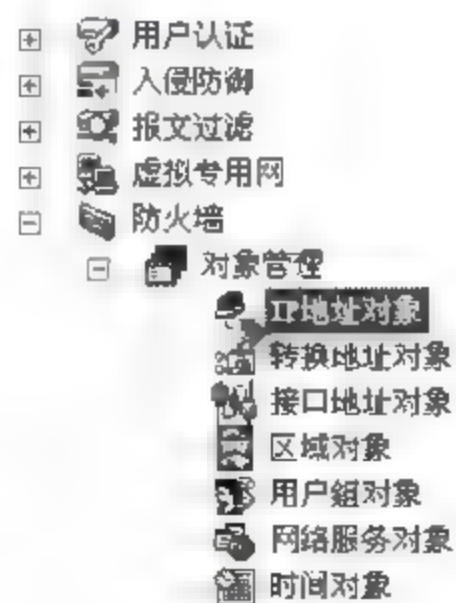 用户认证
入侵防御
报文过滤
虚拟专用网
防火墙
对象管理
IP地址对象
转换地址对象
接口地址对象
区域对象
用户组对象
网络服务对象
时间对象